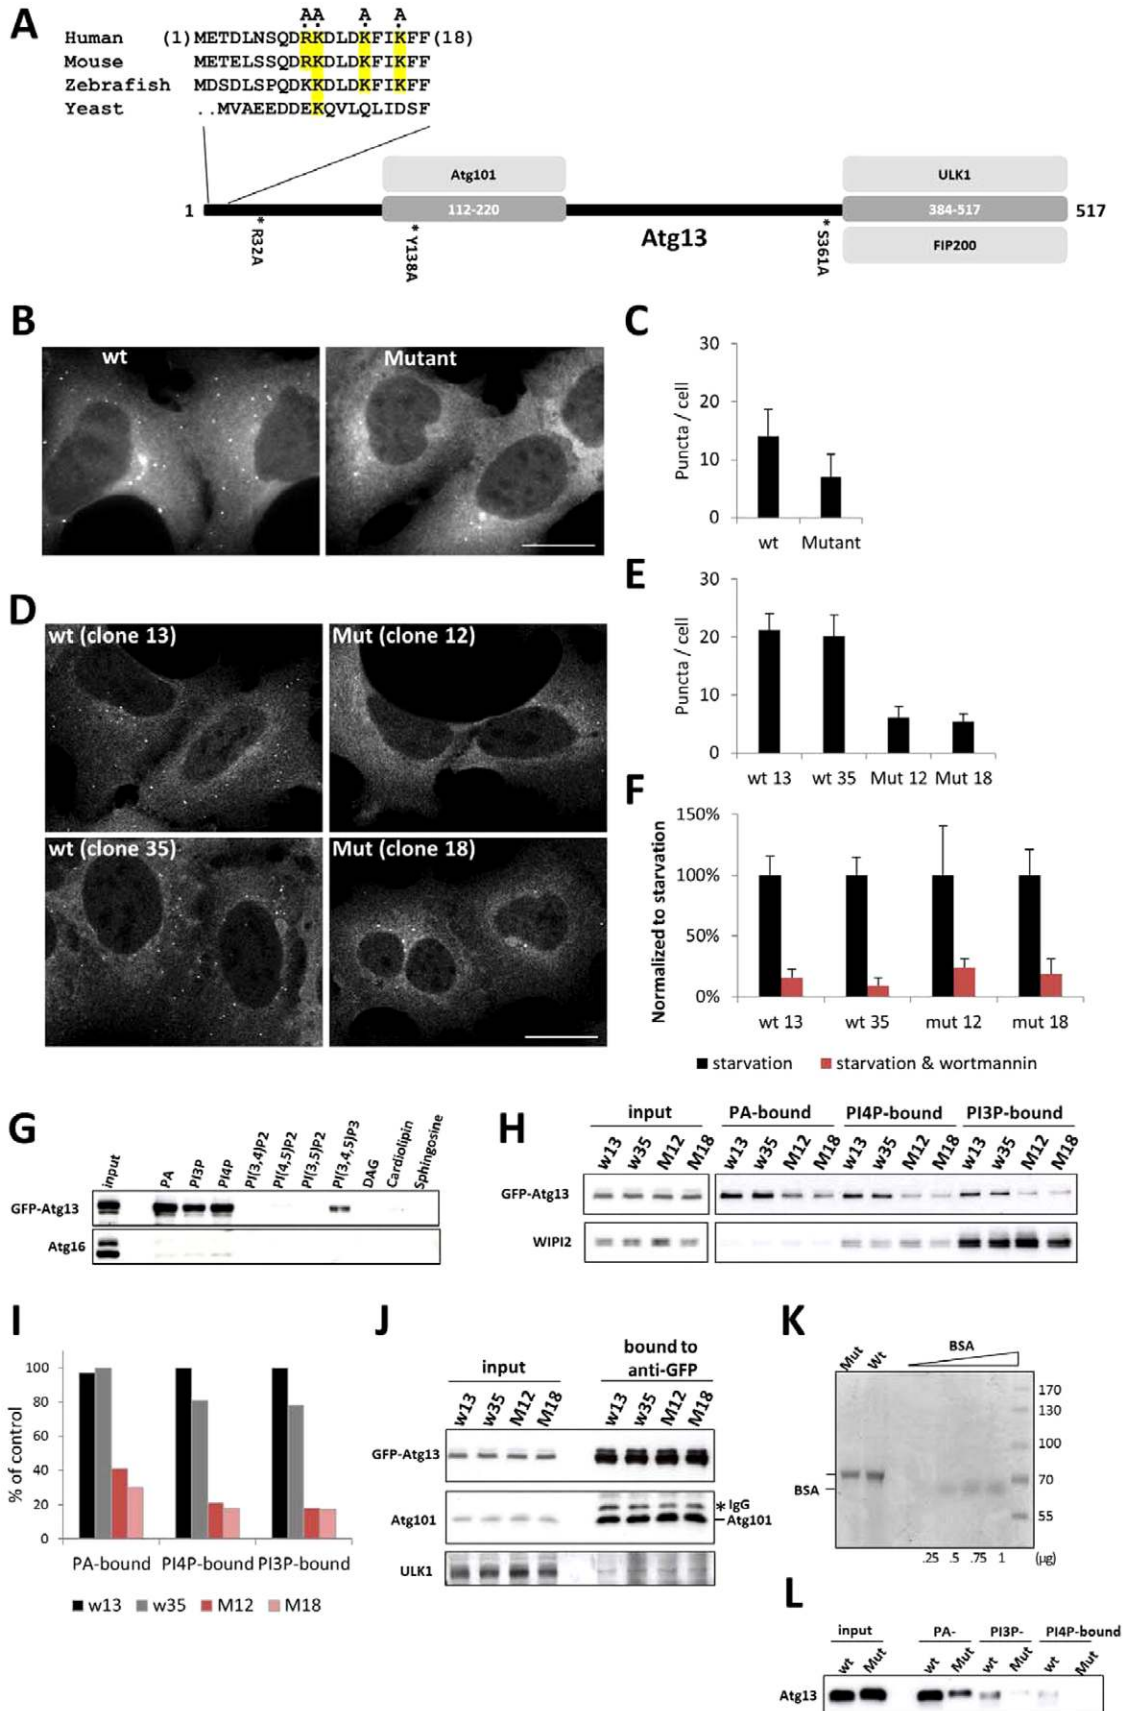 A
A A A A
Human (1)METDLNSQDRKDLDKFIKFF(18)
Mouse METELSSQDRKDLDKFIKFF
Zebrafish MDSDLSPQDKKDLDKFIKFF
Yeast ..MVAEEDDEKQVLQLIDSF
Atg101 ULK1
1 112-220 384-517 517
* R32A * Y138A Atg13 * S361A FIP200
B
wt Mutant
C
30
20
10
0
Puncta / cell
wt Mutant
D
wt (clone 13) Mut (clone 12)
wt (clone 35) Mut (clone 18)
E
30
20
10
0
Puncta / cell
wt 13 wt 35 Mut 12 Mut 18
F
150%
100%
50%
0%
Normalized to starvation
wt 13 wt 35 mut 12 mut 18
starvation starvation & wortmannin
G
input PA PI3P PI4P PI(3,4)P2 PI(4,5)P2 PI(3,5)P2 PI(3,4,5)P3 DAG Cardiolipin Sphingosine
GFP-Atg13
Atg16
H
input PA-bound PI4P-bound PI3P-bound
w13 w35 M12 M18 w13 w35 M12 M18 w13 w35 M12 M18 w13 w35 M12 M18
GFP-Atg13
WIPI2
I
100
80
60
40
20
0
% of control
PA-bound PI4P-bound PI3P-bound
w13 w35 M12 M18
J
input bound to
anti-GFP
w13 w35 M12 M18 w13 w35 M12 M18
GFP-Atg13
* IgG
Atg101 Atg101
ULK1
K
BSA
Mut Wt
170
130
100
70
BSA
55
.25 .5 .75 1 (µg)
L
input PA- PI3P- PI4P-bound
wt Mut wt Mut wt Mut wt Mut
Atg13